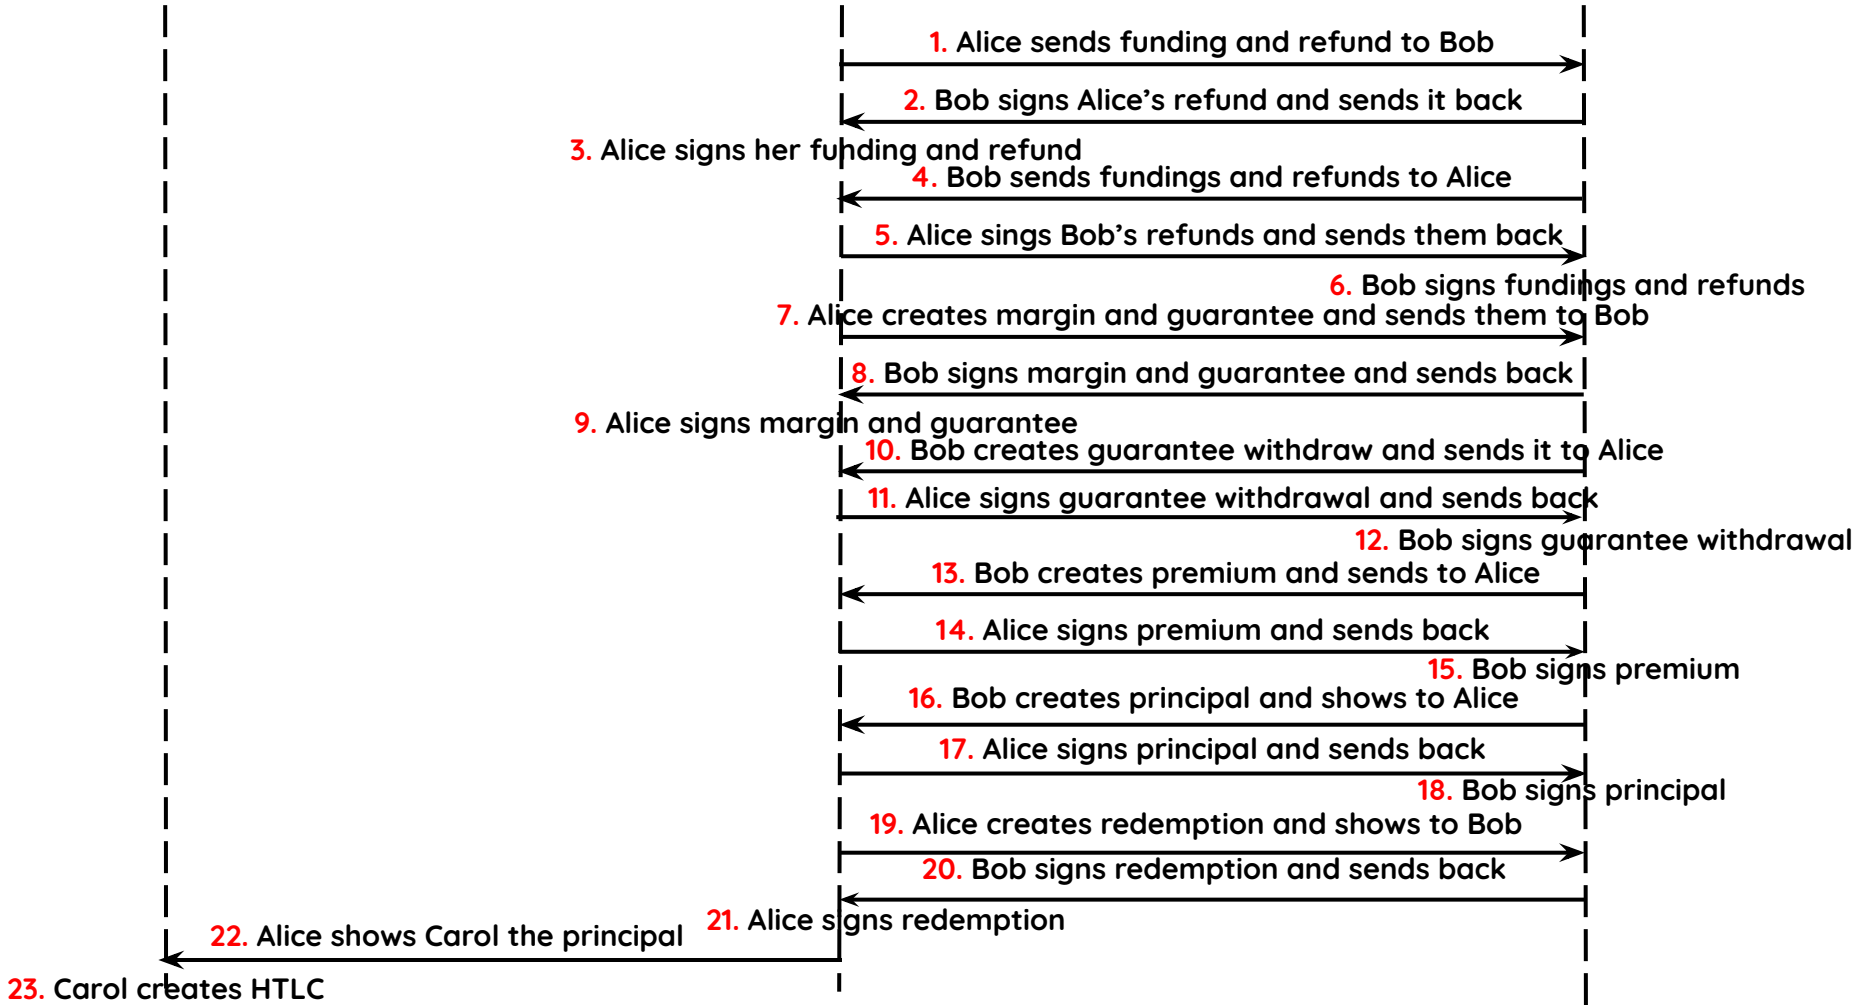 1. Alice sends funding and refund to Bob
2. Bob signs Alice's refund and sends it back
3. Alice signs her funding and refund
4. Bob sends fundings and refunds to Alice
5. Alice sings Bob's refunds and sends them back
6. Bob signs fundings and refunds
7. Alice creates margin and guarantee and sends them to Bob
8. Bob signs margin and guarantee and sends back
9. Alice signs margin and guarantee
10. Bob creates guarantee withdraw and sends it to Alice
11. Alice signs guarantee withdrawal and sends back
12. Bob signs guarantee withdrawal
13. Bob creates premium and sends to Alice
14. Alice signs premium and sends back
15. Bob signs premium
16. Bob creates principal and shows to Alice
17. Alice signs principal and sends back
18. Bob signs principal
19. Alice creates redemption and shows to Bob
20. Bob signs redemption and sends back
21. Alice signs redemption
22. Alice shows Carol the principal
23. Carol creates HTLC